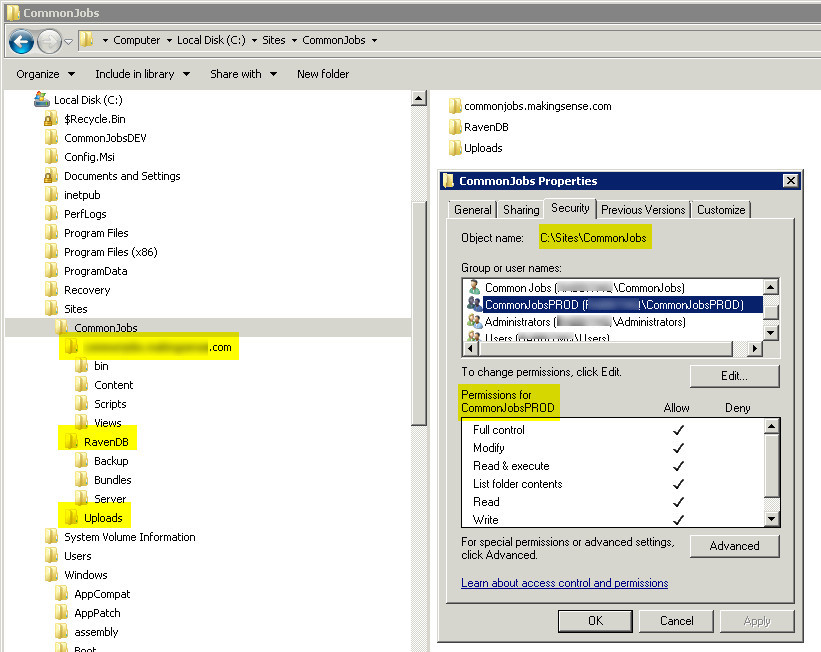 CommonJobs
Computer Local Disk (C:) Sites CommonJobs
Organize Include in library Share with New folder
Local Disk (C:)
$Recycle.Bin
CommonJobsDEV
Config.Msi
Documents and Settings
inetpub
PerfLogs
Program Files
Program Files (x86)
ProgramData
Recovery
Sites
CommonJobs
.com
bin
Content
Scripts
Views
RavenDB
Backup
Bundles
Server
Uploads
System Volume Information
Users
Windows
AppCompat
AppPatch
assembly
Boot
commonjobs.makingsense.com
RavenDB
Uploads
CommonJobs Properties
General Sharing Security Previous Versions Customize
Object name: C:\Sites\CommonJobs
Group or user names:
Common Jobs ( \CommonJobs)
CommonJobsPROD ( \CommonJobsPROD)
Administrators ( \Administrators)
Users ( \Users)
To change permissions, click Edit. Edit...
Permissions for
CommonJobsPROD Allow Deny
Full control
Modify
Read & execute
List folder contents
Read
Write
For special permissions or advanced settings,
click Advanced. Advanced
Learn about access control and permissions
OK Cancel Apply